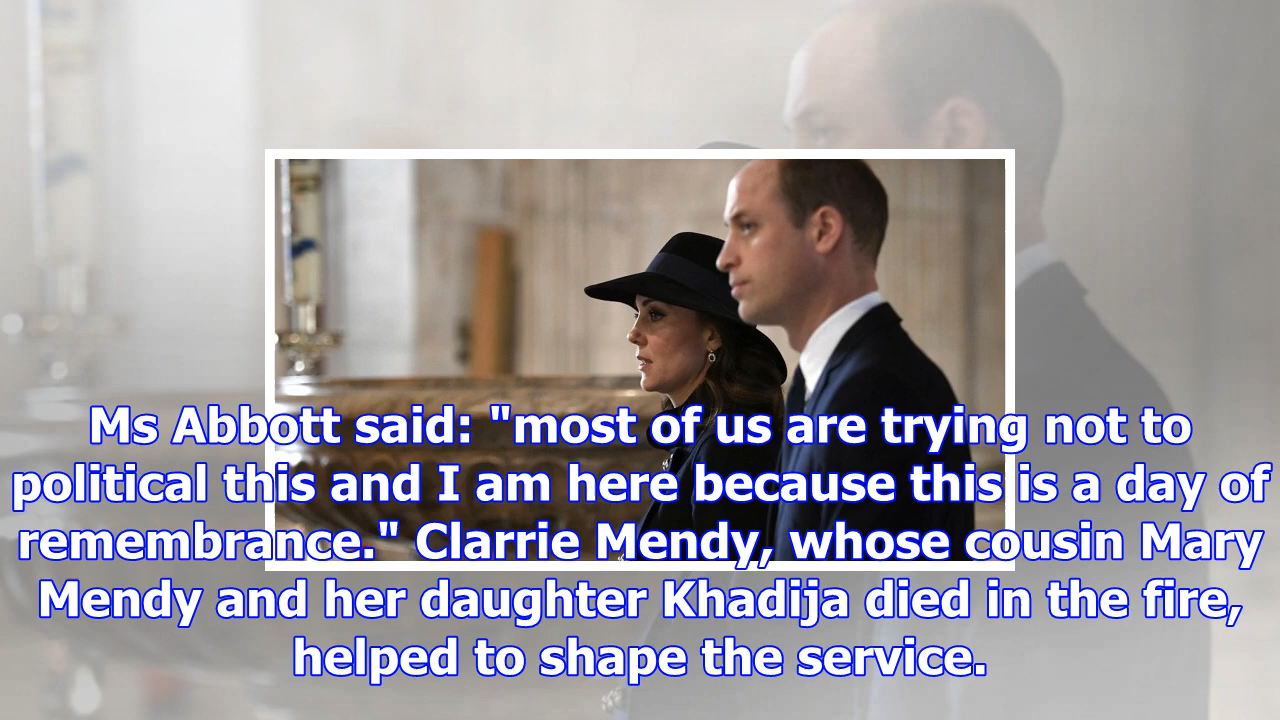 Ms Abbott said: "most of us are trying not to
political this and I am here because this is a day of
remembrance." Clarrie Mendy, whose cousin Mary
Mendy and her daughter Khadija died in the fire,
helped to shape the service.